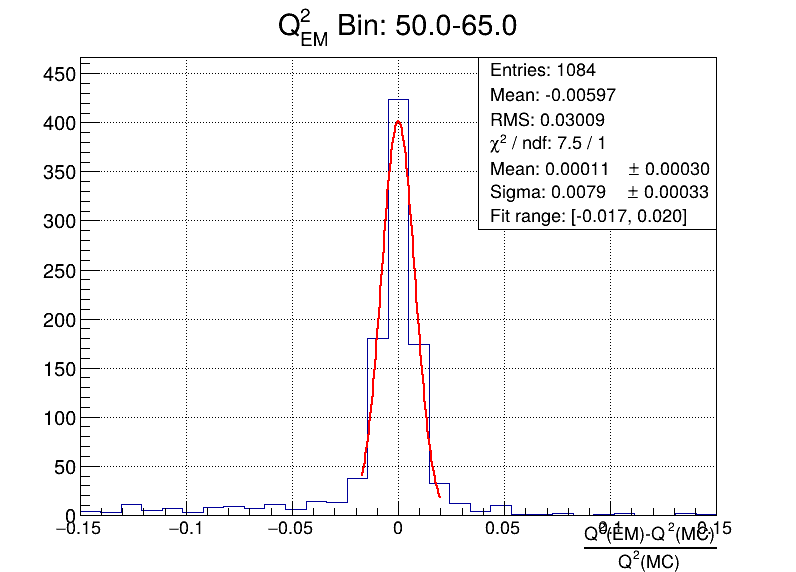 Q²EM Bin: 50.0-65.0
Entries: 1084
Mean: -0.00597
RMS: 0.03009
χ² / ndf: 7.5 / 1
Mean: 0.00011 ± 0.00030
Sigma: 0.0079 ± 0.00033
Fit range: [-0.017, 0.020]
450
400
350
300
250
200
150
100
50
0
−0.15 −0.1 −0.05 0 0.05 0.1 0.15
Q²(EM)-Q²(MC)
Q²(MC)